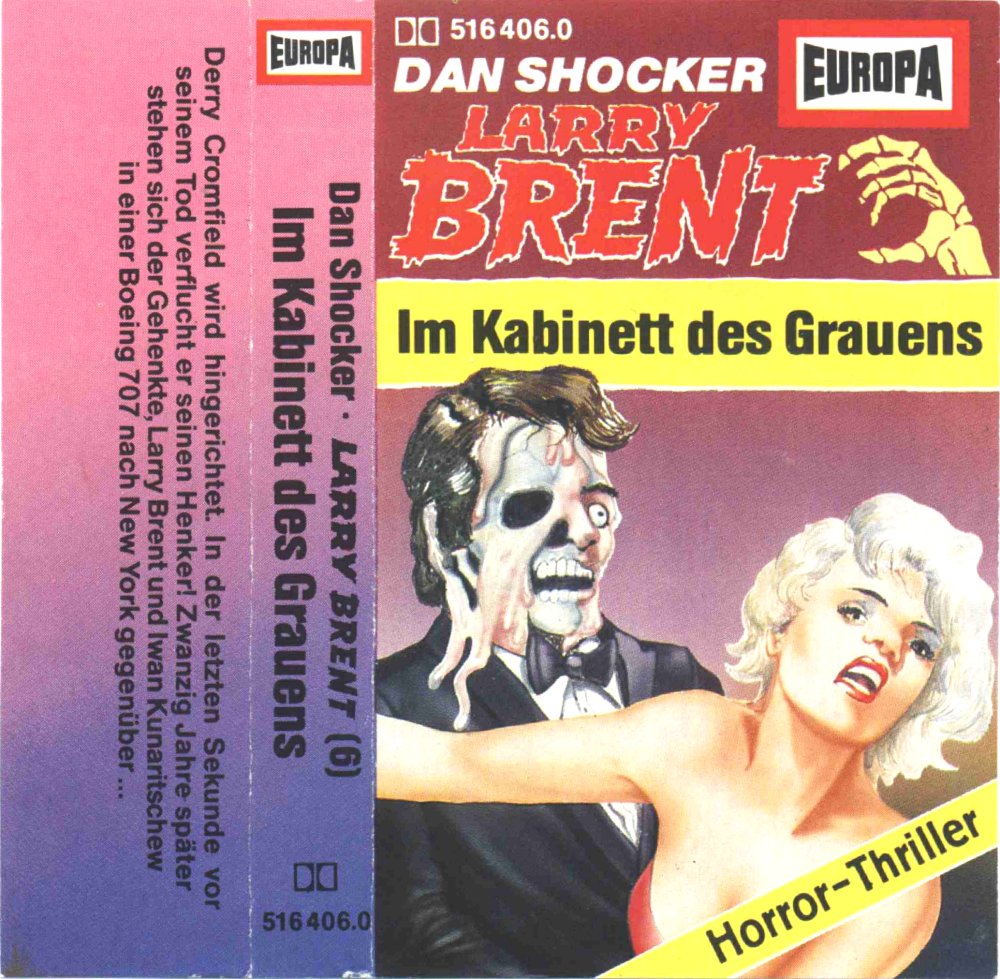 Derry Cromfield wird hingerichtet. In der letzten Sekunde vor
seinem Tod verflucht er seinen Henker! Zwanzig Jahre später
stehen sich der Gehenkte, Larry Brent und Iwan Kunaritschew
in einer Boeing 707 nach New York gegenüber ...
EUROPA
Dan Shocker · LARRY BRENT (6)
Im Kabinett des Grauens
516 406.0
516 406.0
DAN SHOCKER
EUROPA
LARRY
BRENT
Im Kabinett des Grauens
Horror-Thriller